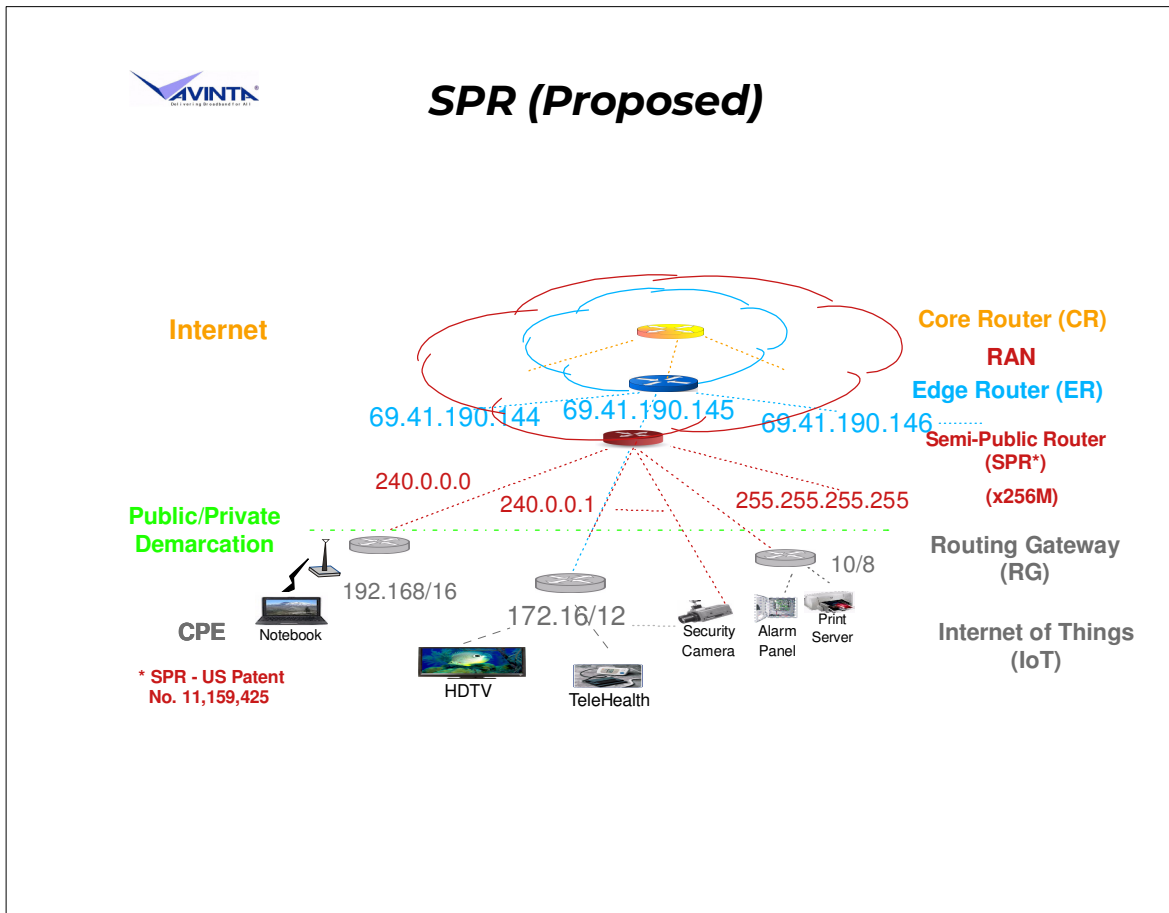 AVINTA®
Delivering Broadband for All
SPR (Proposed)
Internet
Core Router (CR)
RAN
Edge Router (ER)
69.41.190.144
69.41.190.145
69.41.190.146
Semi-Public Router
(SPR*)
(x256M)
240.0.0.0
240.0.0.1
255.255.255.255
Public/Private
Demarcation
Routing Gateway
(RG)
192.168/16
172.16/12
10/8
CPE
Notebook
Security
Camera
Alarm
Panel
Print
Server
Internet of Things
(IoT)
* SPR - US Patent
No. 11,159,425
HDTV
TeleHealth